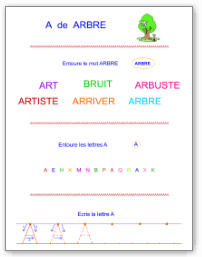 A de ARBRE
Entoure le mot ARBRE ARBRE
ART BRUIT ARBUSTE
ARTISTE ARRIVER ARBRE
Entoure les lettres A A
A E H X M N B P A Q R A X K
Ecris la lettre A